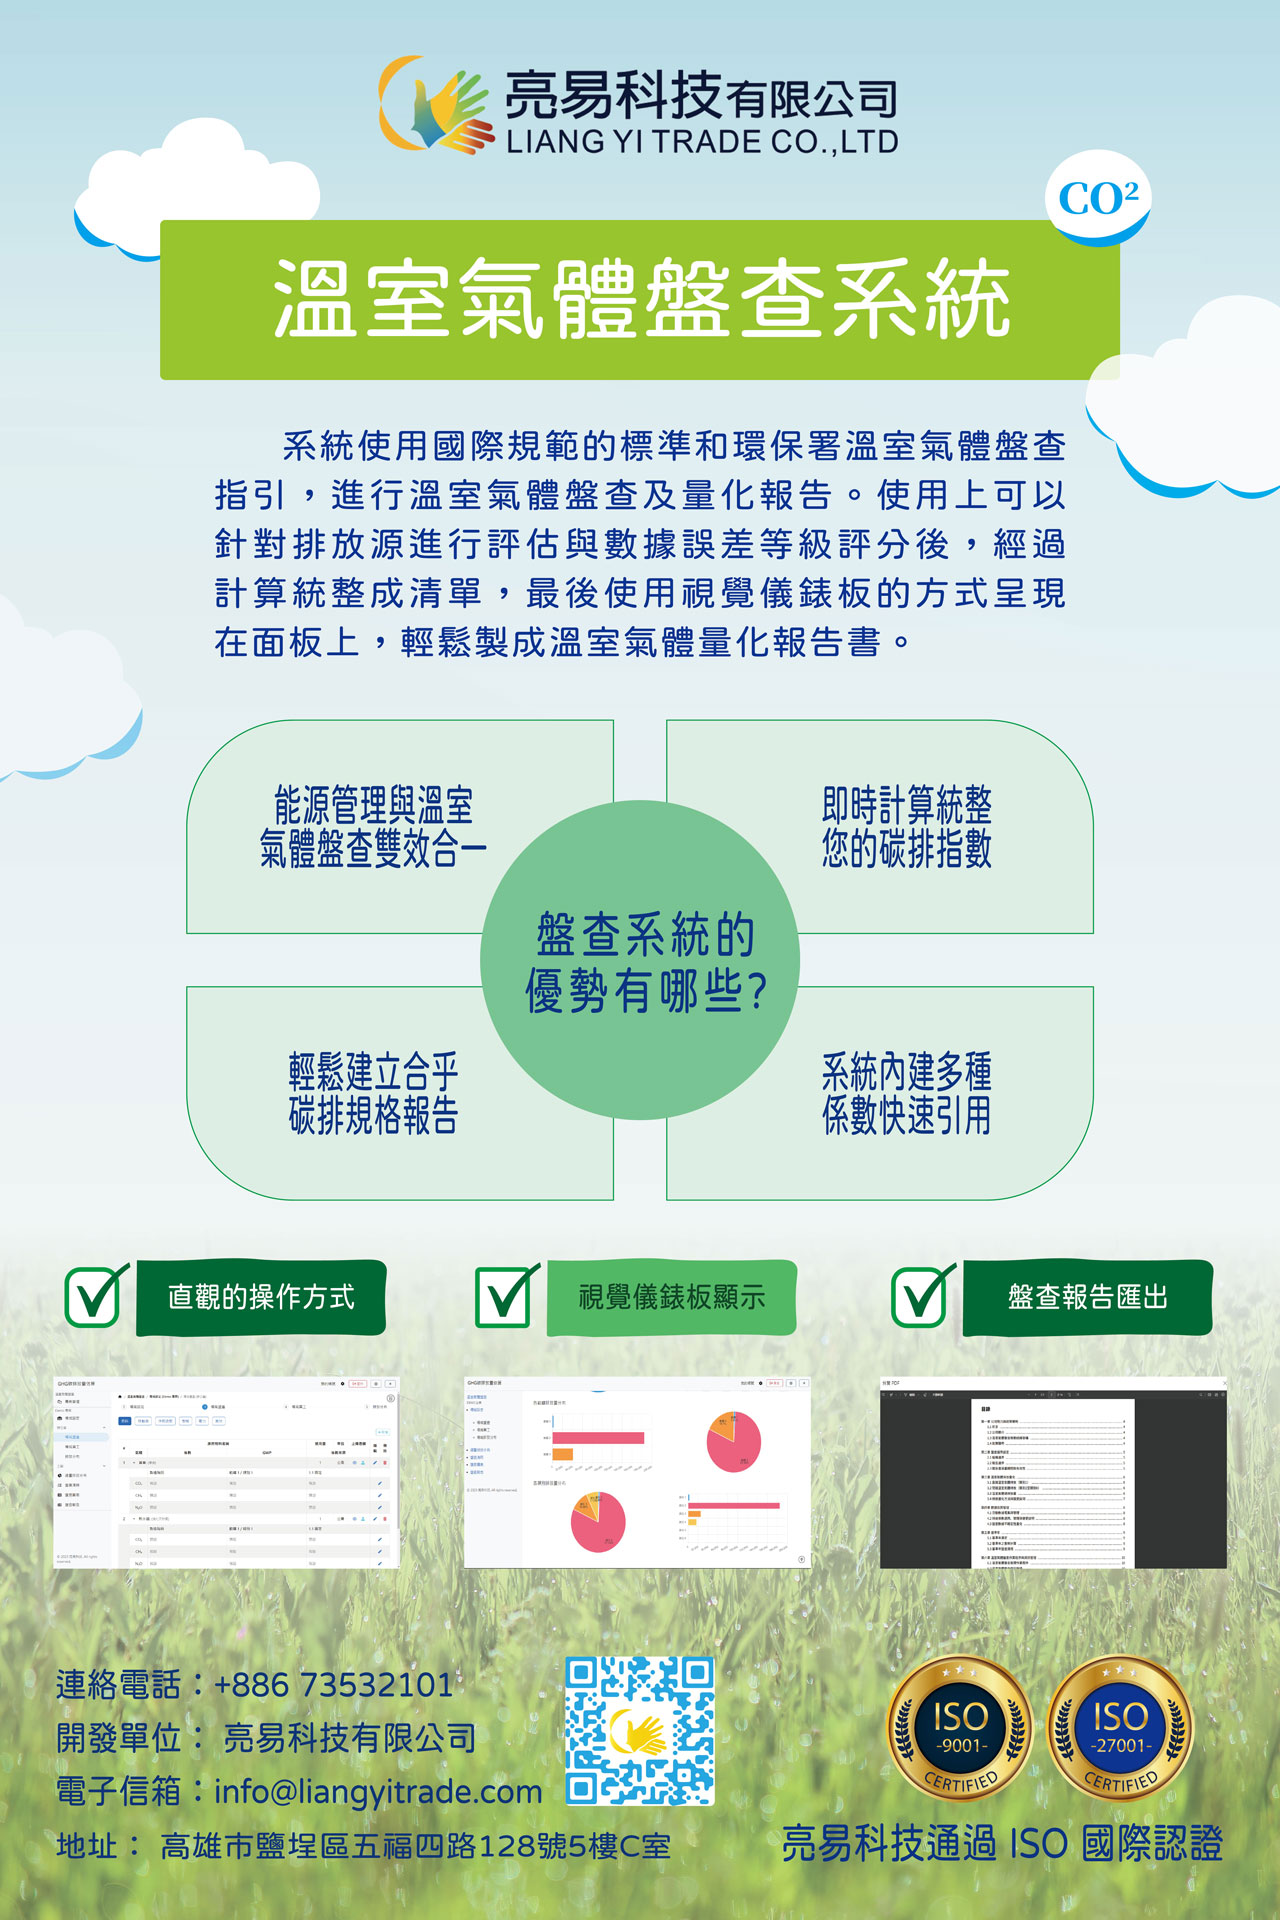 亮易科技有限公司
LIANG YI TRADE CO.,LTD
CO²
溫室氣體盤查系統
系統使用國際規範的標準和環保署溫室氣體盤查
指引，進行溫室氣體盤查及量化報告。使用上可以
針對排放源進行評估與數據誤差等級評分後，經過
計算統整成清單，最後使用視覺儀錶板的方式呈現
在面板上，輕鬆製成溫室氣體量化報告書。
能源管理與溫室
氣體盤查雙效合一
即時計算統整
您的碳排指數
盤查系統的
優勢有哪些?
輕鬆建立合乎
碳排規格報告
系統內建多種
係數快速引用
直觀的操作方式
視覺儀錶板顯示
盤查報告匯出
目錄
連絡電話：+886 73532101
開發單位： 亮易科技有限公司
電子信箱：info@liangyitrade.com
地址： 高雄市鹽埕區五福四路128號5樓C室
ISO
-9001-
CERTIFIED
ISO
-27001-
CERTIFIED
亮易科技通過 ISO 國際認證